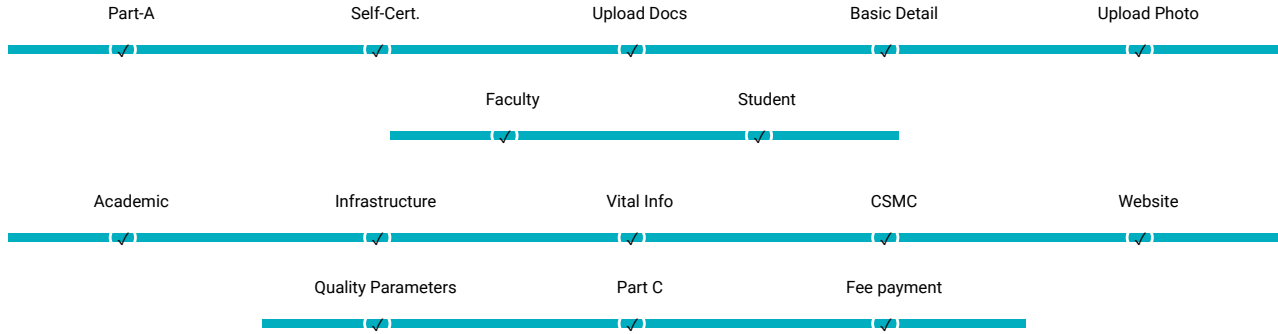 Part-A Self-Cert. Upload Docs Basic Detail Upload Photo
Faculty Student
Academic Infrastructure Vital Info CSMC Website
Quality Parameters Part C Fee payment